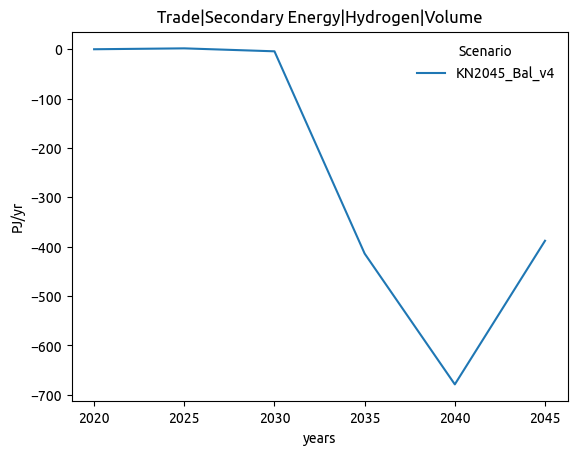 Trade|Secondary Energy|Hydrogen|Volume
Scenario
KN2045_Bal_v4
PJ/yr
0
−100
−200
−300
−400
−500
−600
−700
2020 2025 2030 2035 2040 2045
years